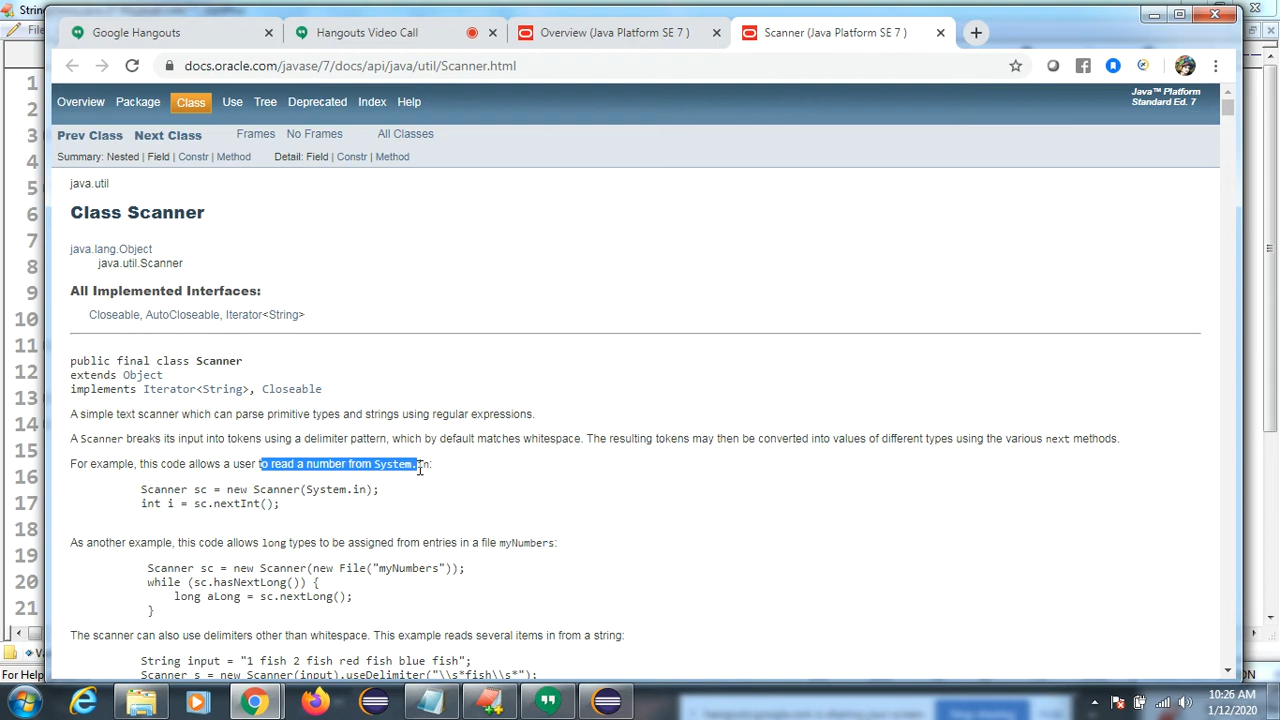 String
Google Hangouts
Hangouts Video Call
Overview (Java Platform SE 7 )
Scanner (Java Platform SE 7 )
File
docs.oracle.com/javase/7/docs/api/java/util/Scanner.html
Overview Package Class Use Tree Deprecated Index Help
Java™ Platform
Standard Ed. 7
Prev Class Next Class Frames No Frames All Classes
Summary: Nested | Field | Constr | Method Detail: Field | Constr | Method
java.util
Class Scanner
java.lang.Object
java.util.Scanner
All Implemented Interfaces:
Closeable, AutoCloseable, Iterator<String>
public final class Scanner
extends Object
implements Iterator<String>, Closeable
A simple text scanner which can parse primitive types and strings using regular expressions.
A Scanner breaks its input into tokens using a delimiter pattern, which by default matches whitespace. The resulting tokens may then be converted into values of different types using the various next methods.
For example, this code allows a user to read a number from System.in:
Scanner sc = new Scanner(System.in);
int i = sc.nextInt();
As another example, this code allows long types to be assigned from entries in a file myNumbers:
Scanner sc = new Scanner(new File("myNumbers"));
while (sc.hasNextLong()) {
long aLong = sc.nextLong();
}
The scanner can also use delimiters other than whitespace. This example reads several items in from a string:
String input = "1 fish 2 fish red fish blue fish";
Scanner s = new Scanner(input).useDelimiter("\\s*fish\\s*");
1
2
3
4
5
6
7
8
9
10
11
12
13
14
15
16
17
18
19
20
21
For Help
ON
10:26 AM
1/12/2020